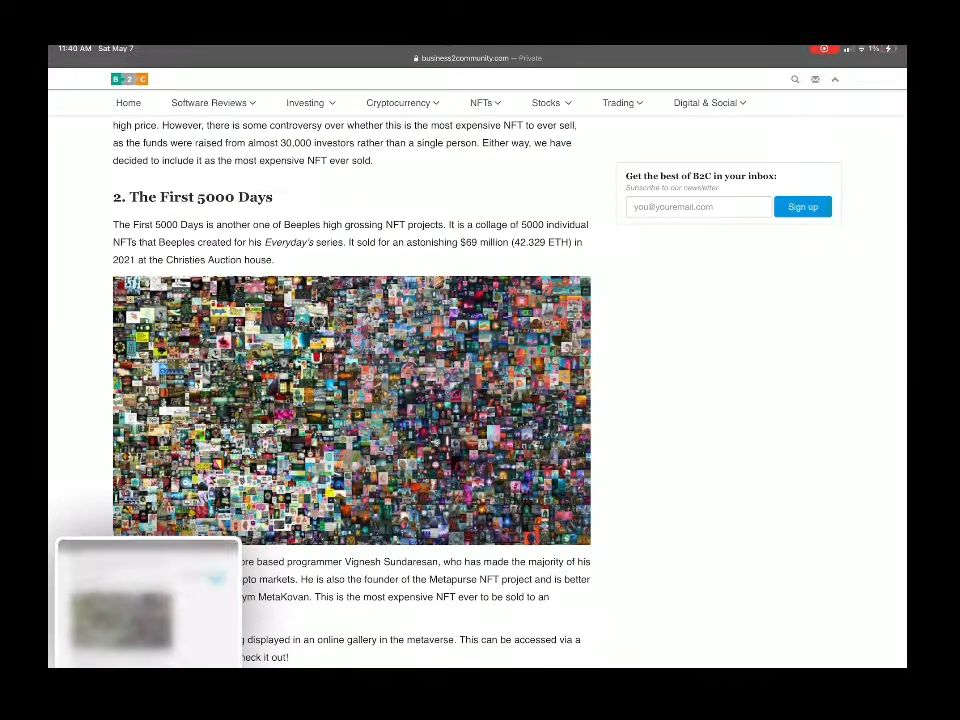 11:40 AM Sat May 7
1%
business2community.com — Private
B 2 C
Home Software Reviews Investing Cryptocurrency NFTs Stocks Trading Digital & Social
high price. However, there is some controversy over whether this is the most expensive NFT to ever sell,
as the funds were raised from almost 30,000 investors rather than a single person. Either way, we have
decided to include it as the most expensive NFT ever sold.
Get the best of B2C in your inbox:
Subscribe to our newsletter
you@youremail.com Sign up
2. The First 5000 Days
The First 5000 Days is another one of Beeples high grossing NFT projects. It is a collage of 5000 individual
NFTs that Beeples created for his Everyday's series. It sold for an astonishing $69 million (42.329 ETH) in
2021 at the Christies Auction house.
based programmer Vignesh Sundaresan, who has made the majority of his
markets. He is also the founder of the Metapurse NFT project and is better
MetaKovan. This is the most expensive NFT ever to be sold to an
displayed in an online gallery in the metaverse. This can be accessed via a
it out!